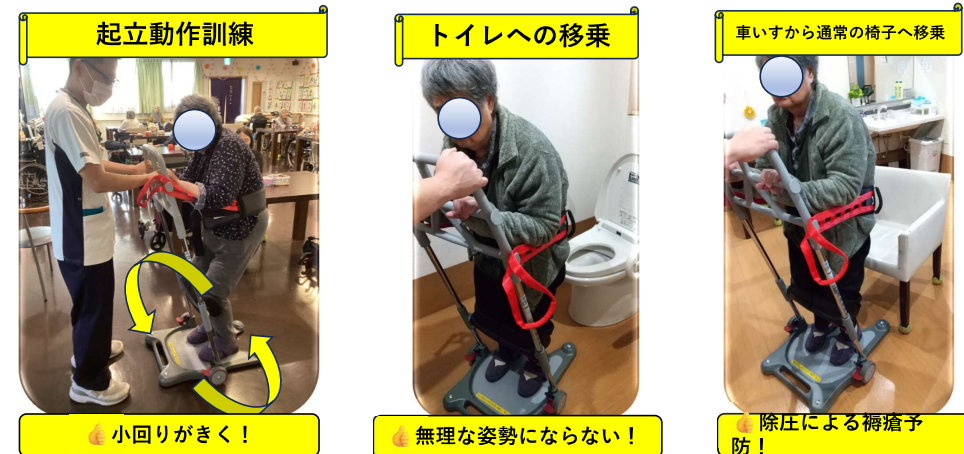 起立動作訓練
トイレへの移乗
車いすから通常の椅子へ移乗
👍小回りがきく！
👍無理な姿勢にならない！
👍除圧による褥瘡予
防！